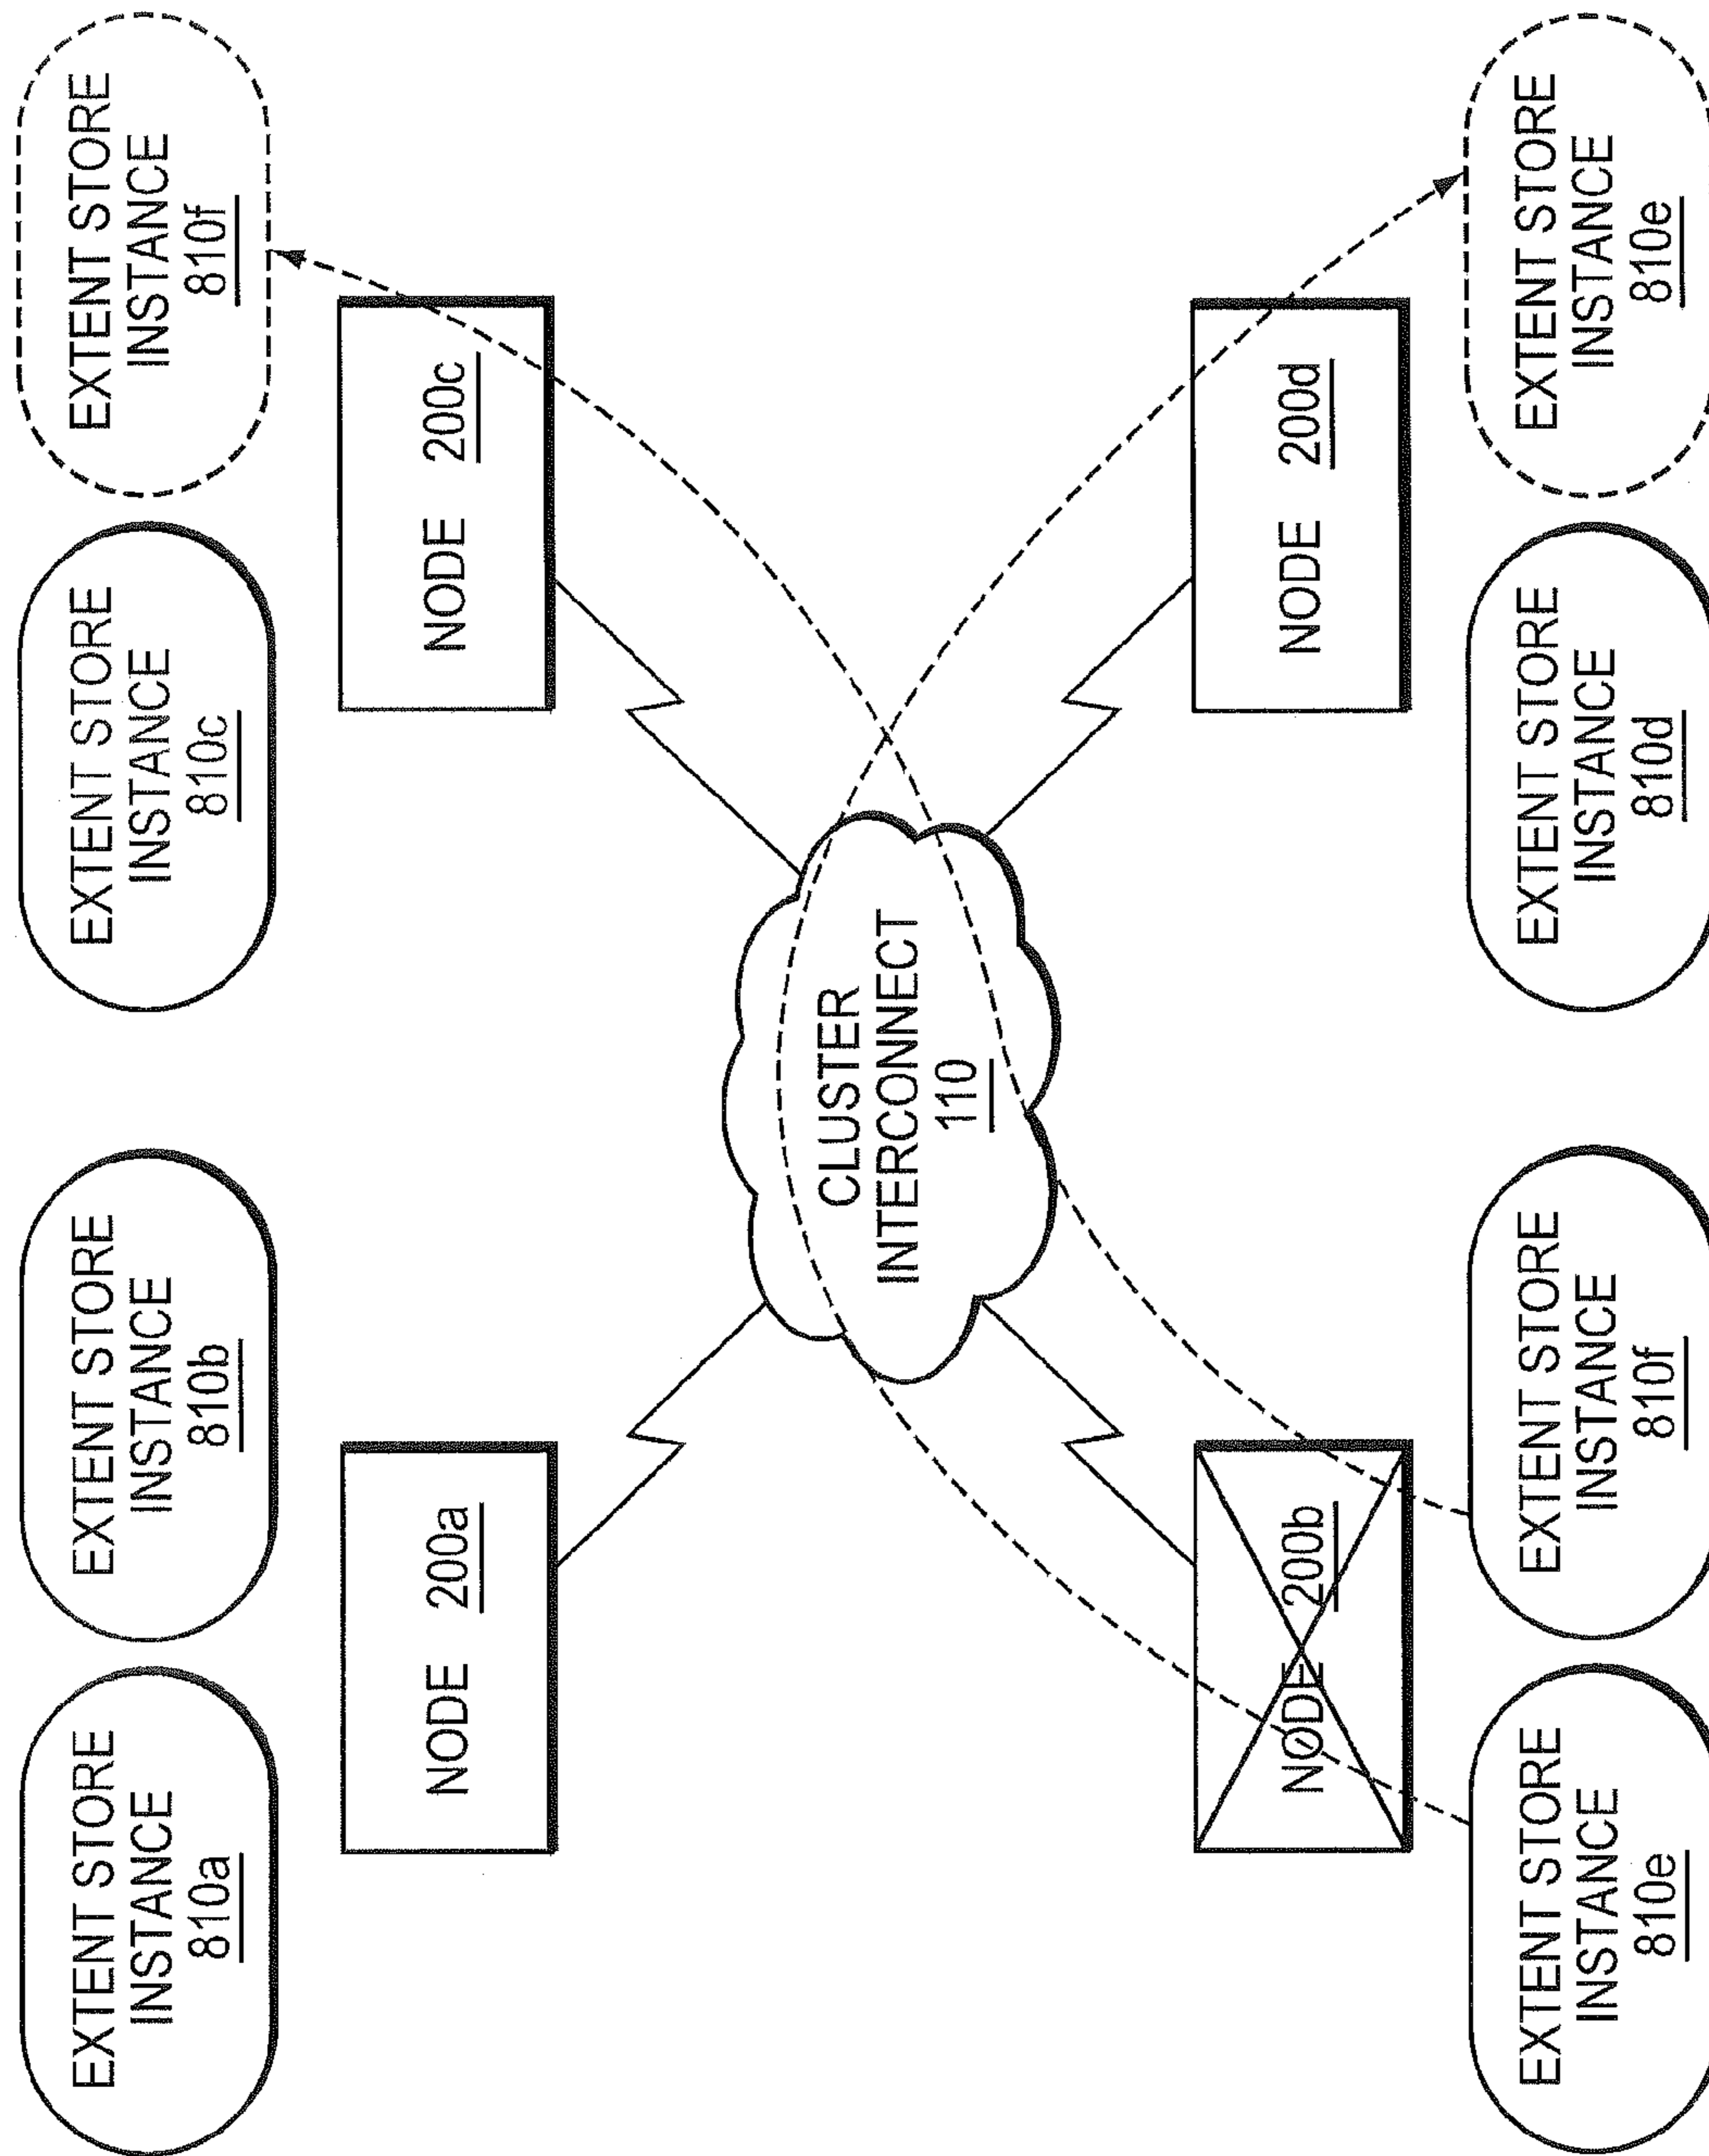 EXTENT STORE
INSTANCE
810a
EXTENT STORE
INSTANCE
810b
EXTENT STORE
INSTANCE
810c
EXTENT STORE
INSTANCE
810f
NODE 200a
NODE 200c
CLUSTER
INTERCONNECT
110
NODE 200b
NODE 200d
EXTENT STORE
INSTANCE
810e
EXTENT STORE
INSTANCE
810f
EXTENT STORE
INSTANCE
810d
EXTENT STORE
INSTANCE
810e